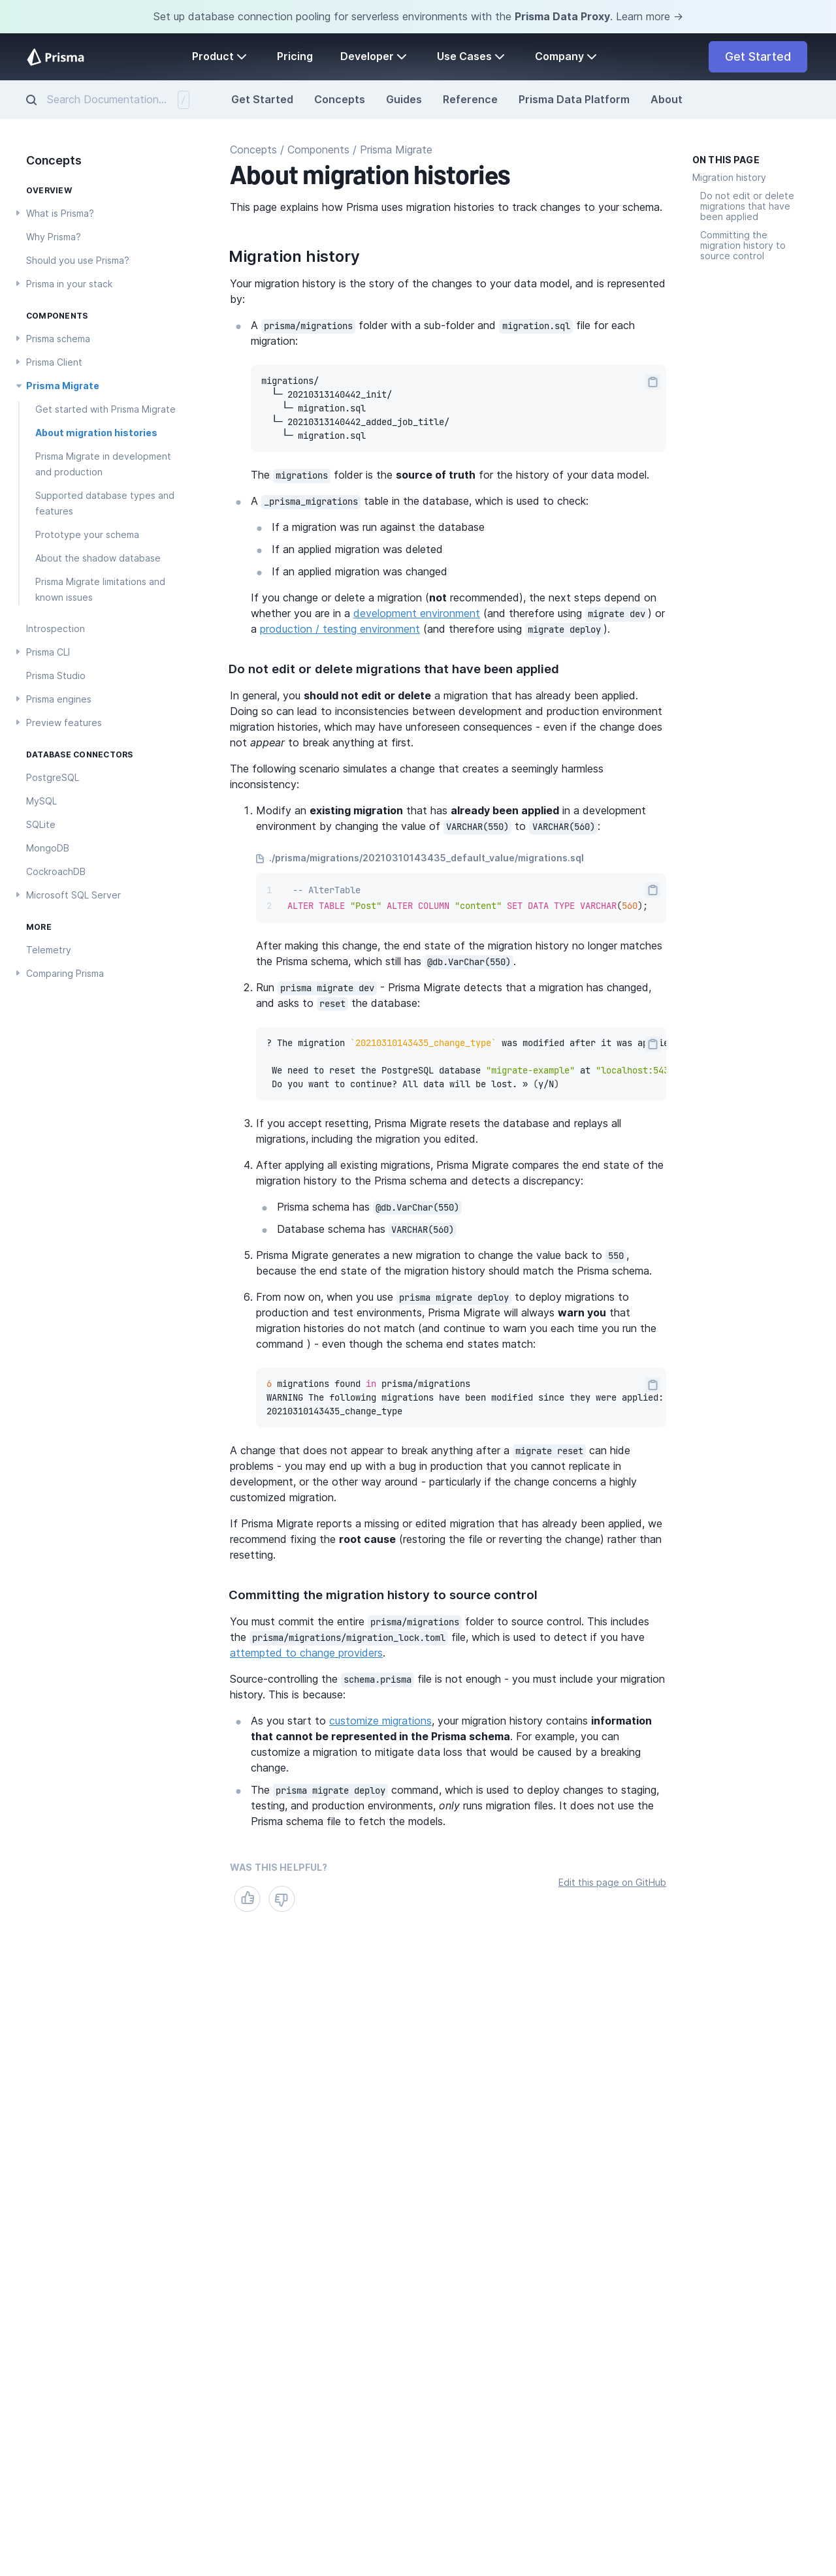 Set up database connection pooling for serverless environments with the Prisma Data Proxy. Learn more →
Prisma
Product
Pricing
Developer
Use Cases
Company
Get Started
Search Documentation...
/
Get Started
Concepts
Guides
Reference
Prisma Data Platform
About
Concepts
OVERVIEW
What is Prisma?
Why Prisma?
Should you use Prisma?
Prisma in your stack
COMPONENTS
Prisma schema
Prisma Client
Prisma Migrate
Get started with Prisma Migrate
About migration histories
Prisma Migrate in development
and production
Supported database types and
features
Prototype your schema
About the shadow database
Prisma Migrate limitations and
known issues
Introspection
Prisma CLI
Prisma Studio
Prisma engines
Preview features
DATABASE CONNECTORS
PostgreSQL
MySQL
SQLite
MongoDB
CockroachDB
Microsoft SQL Server
MORE
Telemetry
Comparing Prisma
Concepts / Components / Prisma Migrate
About migration histories
This page explains how Prisma uses migration histories to track changes to your schema.
Migration history
Your migration history is the story of the changes to your data model, and is represented
by:
A prisma/migrations folder with a sub-folder and migration.sql file for each
migration:
migrations/
└─ 20210313140442_init/
└─ migration.sql
└─ 20210313140442_added_job_title/
└─ migration.sql
The migrations folder is the source of truth for the history of your data model.
A _prisma_migrations table in the database, which is used to check:
If a migration was run against the database
If an applied migration was deleted
If an applied migration was changed
If you change or delete a migration (not recommended), the next steps depend on
whether you are in a development environment (and therefore using migrate dev) or
a production / testing environment (and therefore using migrate deploy).
Do not edit or delete migrations that have been applied
In general, you should not edit or delete a migration that has already been applied.
Doing so can lead to inconsistencies between development and production environment
migration histories, which may have unforeseen consequences - even if the change does
not appear to break anything at first.
The following scenario simulates a change that creates a seemingly harmless
inconsistency:
1. Modify an existing migration that has already been applied in a development
environment by changing the value of VARCHAR(550) to VARCHAR(560):
./prisma/migrations/20210310143435_default_value/migrations.sql
1 -- AlterTable
2 ALTER TABLE "Post" ALTER COLUMN "content" SET DATA TYPE VARCHAR(560);
After making this change, the end state of the migration history no longer matches
the Prisma schema, which still has @db.VarChar(550).
2. Run prisma migrate dev - Prisma Migrate detects that a migration has changed,
and asks to reset the database:
? The migration `20210310143435_change_type` was modified after it was applie
We need to reset the PostgreSQL database "migrate-example" at "localhost:543
Do you want to continue? All data will be lost. » (y/N)
3. If you accept resetting, Prisma Migrate resets the database and replays all
migrations, including the migration you edited.
4. After applying all existing migrations, Prisma Migrate compares the end state of the
migration history to the Prisma schema and detects a discrepancy:
Prisma schema has @db.VarChar(550)
Database schema has VARCHAR(560)
5. Prisma Migrate generates a new migration to change the value back to 550,
because the end state of the migration history should match the Prisma schema.
6. From now on, when you use prisma migrate deploy to deploy migrations to
production and test environments, Prisma Migrate will always warn you that
migration histories do not match (and continue to warn you each time you run the
command ) - even though the schema end states match:
6 migrations found in prisma/migrations
WARNING The following migrations have been modified since they were applied:
20210310143435_change_type
A change that does not appear to break anything after a migrate reset can hide
problems - you may end up with a bug in production that you cannot replicate in
development, or the other way around - particularly if the change concerns a highly
customized migration.
If Prisma Migrate reports a missing or edited migration that has already been applied, we
recommend fixing the root cause (restoring the file or reverting the change) rather than
resetting.
Committing the migration history to source control
You must commit the entire prisma/migrations folder to source control. This includes
the prisma/migrations/migration_lock.toml file, which is used to detect if you have
attempted to change providers.
Source-controlling the schema.prisma file is not enough - you must include your migration
history. This is because:
As you start to customize migrations, your migration history contains information
that cannot be represented in the Prisma schema. For example, you can
customize a migration to mitigate data loss that would be caused by a breaking
change.
The prisma migrate deploy command, which is used to deploy changes to staging,
testing, and production environments, only runs migration files. It does not use the
Prisma schema file to fetch the models.
WAS THIS HELPFUL?
Edit this page on GitHub
ON THIS PAGE
Migration history
Do not edit or delete
migrations that have
been applied
Committing the
migration history to
source control